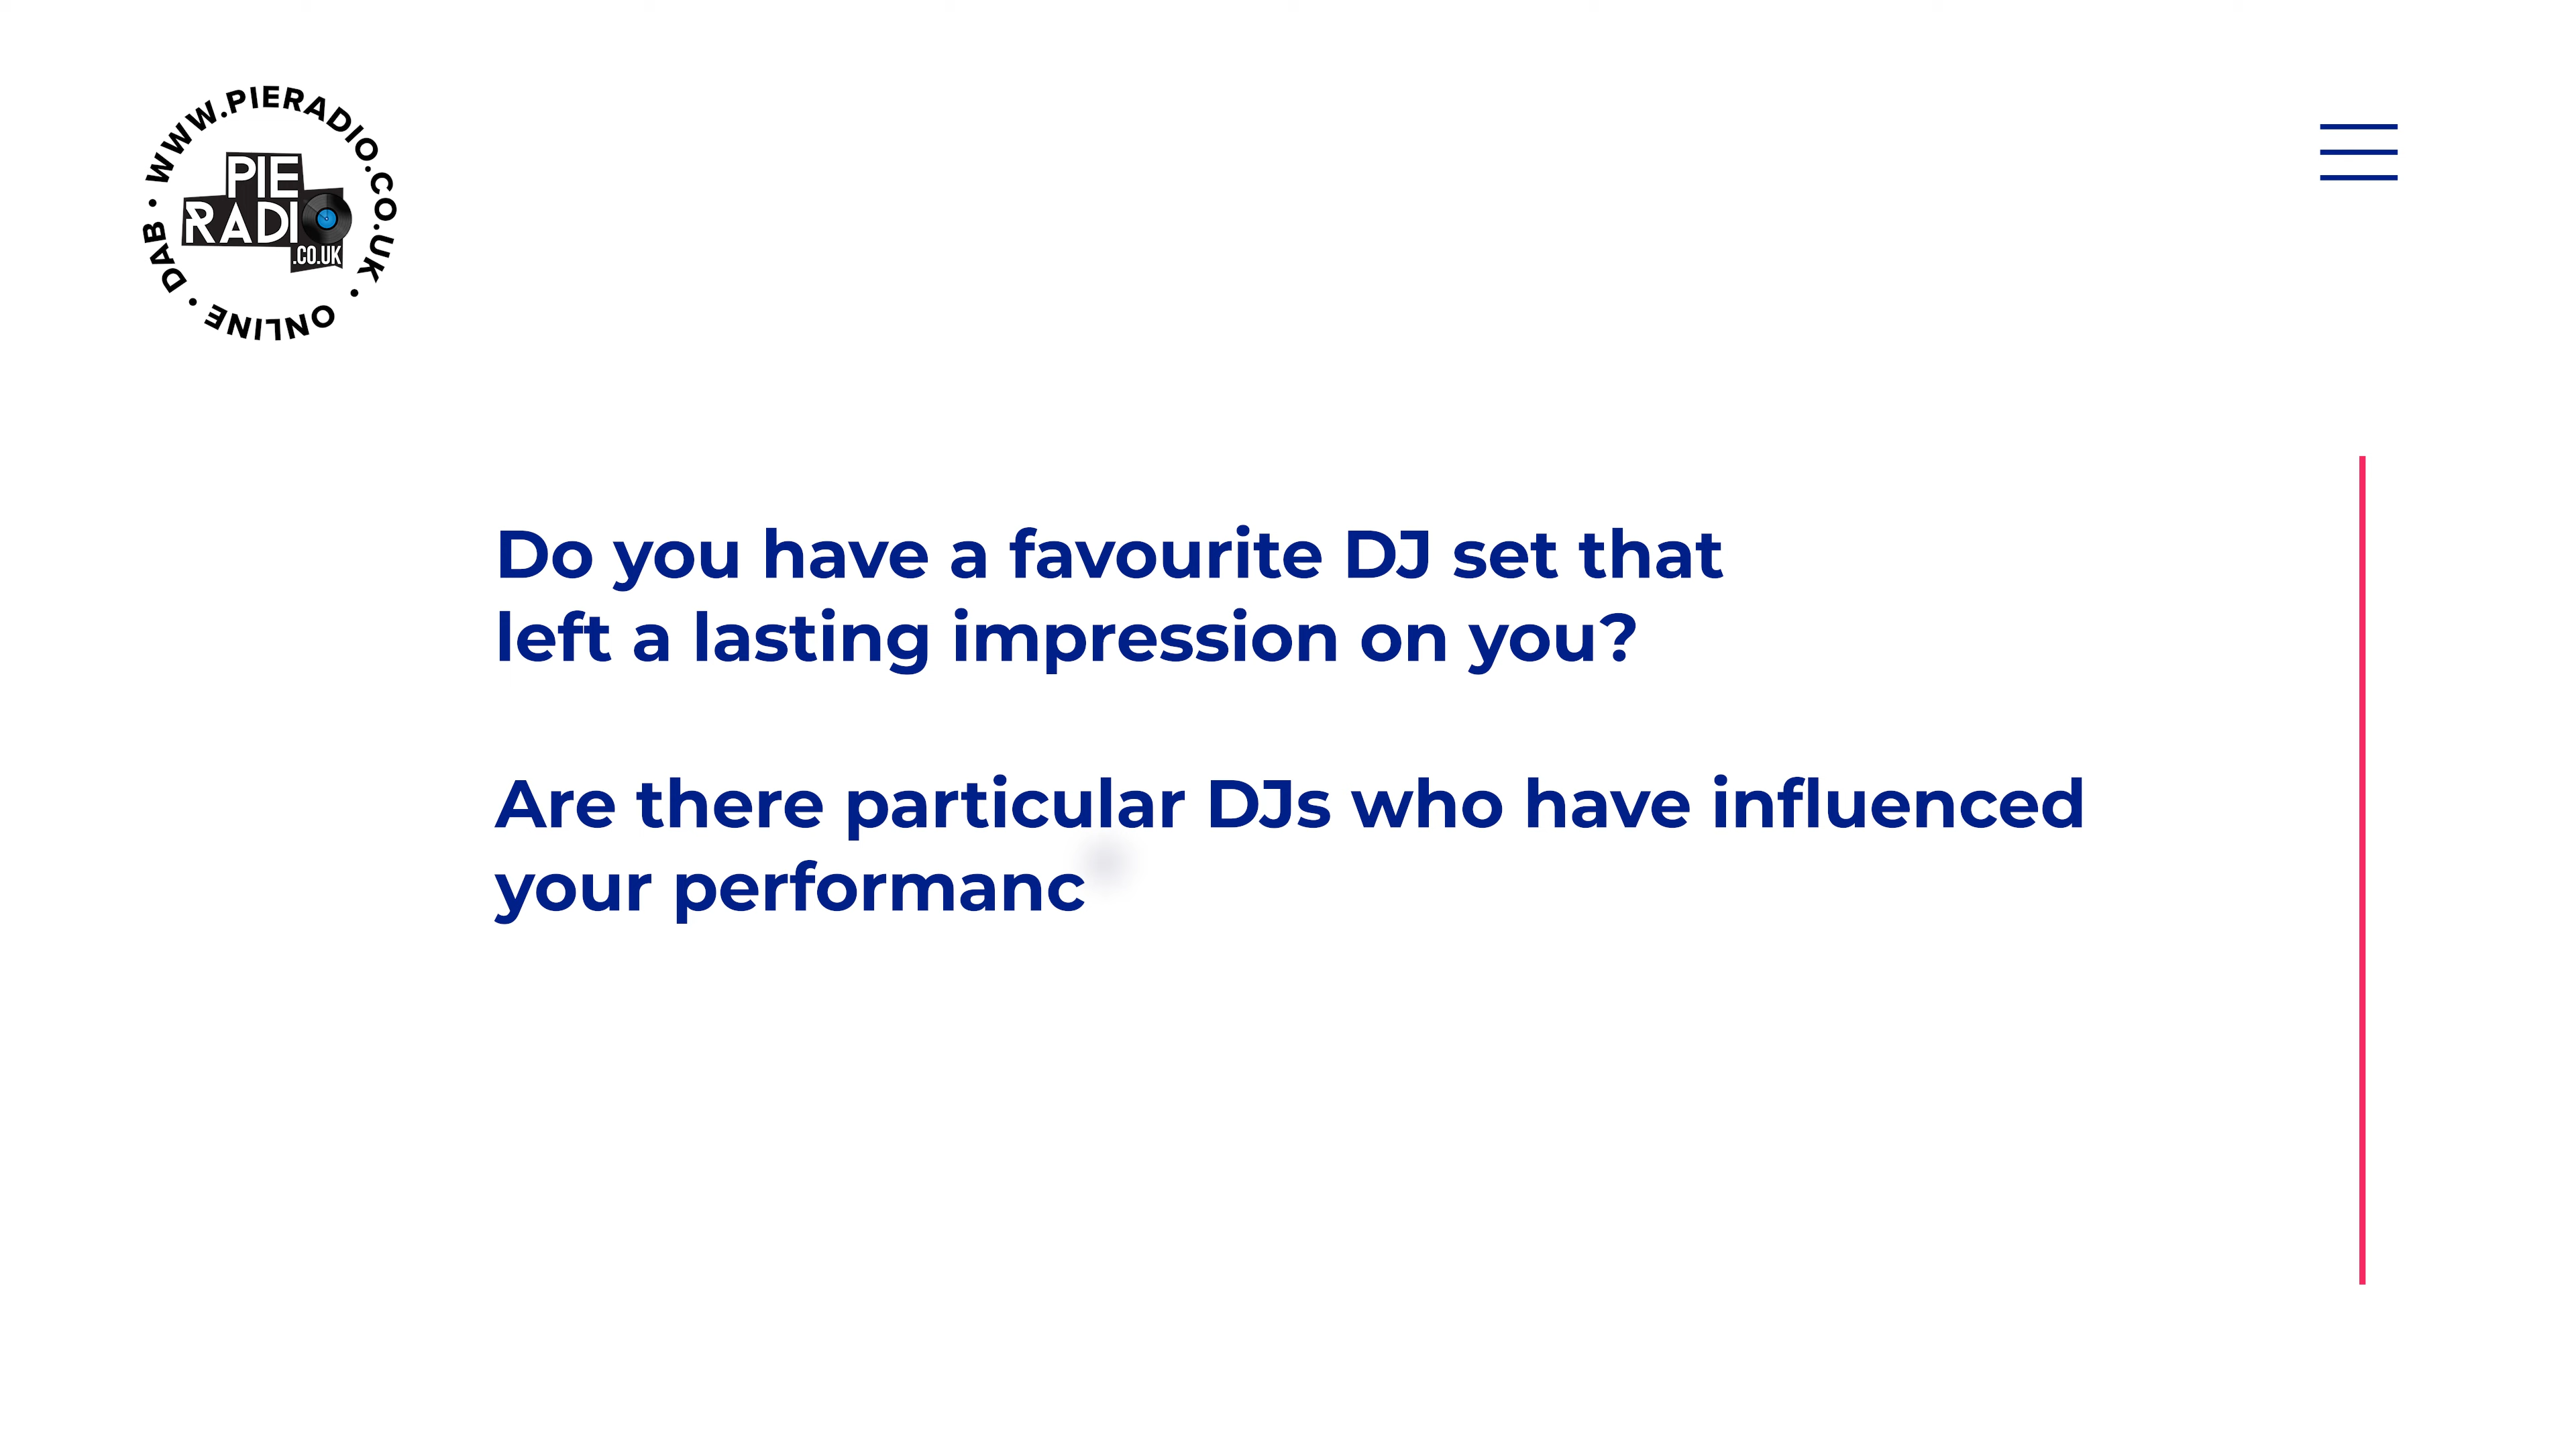 WWW.PIERADIO.CO.UK • ONLINE • DAB •
PIE
RADIO
.CO.UK
Do you have a favourite DJ set that
left a lasting impression on you?
Are there particular DJs who have influenced
your performanc